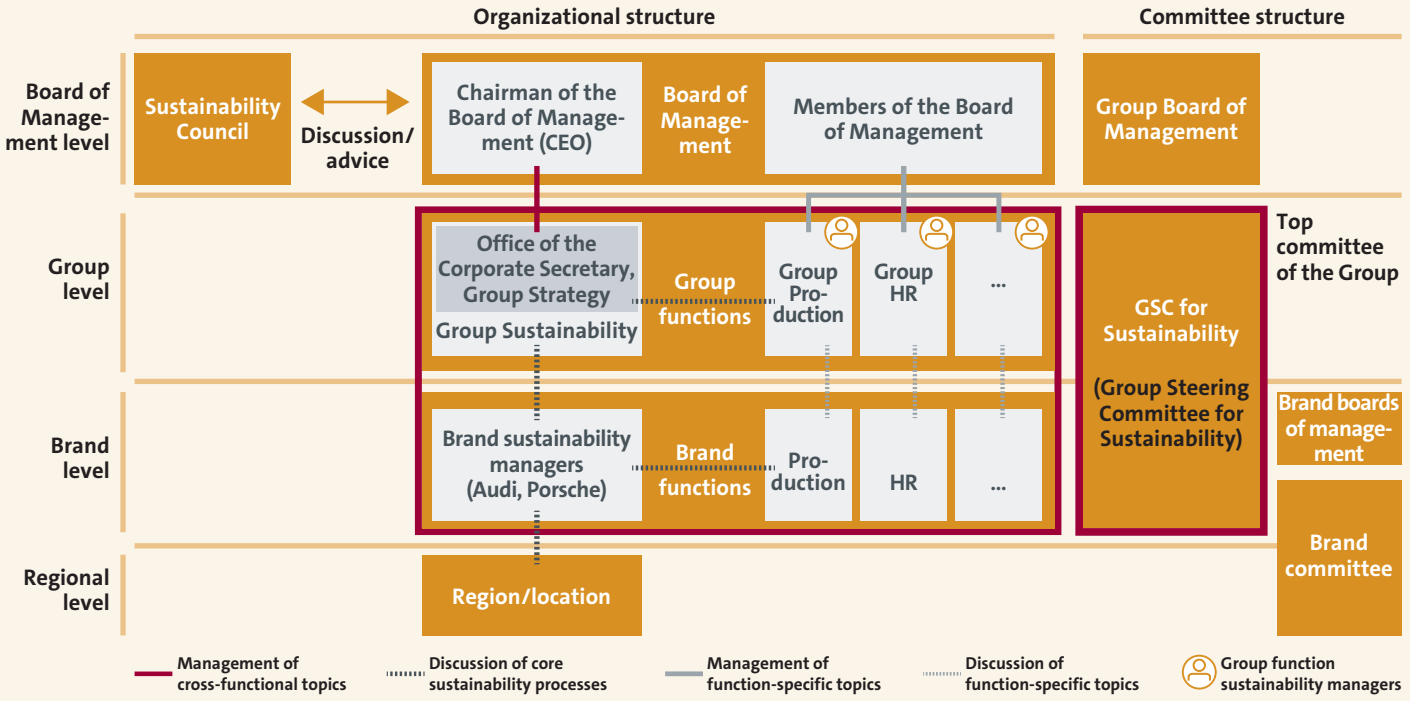 Organizational structure
Committee structure
Board of
Manage-
ment level
Sustainability
Council
Discussion/
advice
Chairman of the
Board of Manage-
ment (CEO)
Board of
Manage-
ment
Members of the Board
of Management
Group Board of
Management
Group
level
Office of the
Corporate Secretary,
Group Strategy
Group Sustainability
Group
functions
Group
Pro-
duction
Group
HR
...
GSC for
Sustainability
(Group Steering
Committee for
Sustainability)
Top
committee
of the Group
Brand
level
Brand sustainability
managers
(Audi, Porsche)
Brand
functions
Pro-
duction
HR
...
Brand boards
of manage-
ment
Brand
committee
Regional
level
Region/location
Management of
cross-functional topics
Discussion of core
sustainability processes
Management of
function-specific topics
Discussion of
function-specific topics
Group function
sustainability managers